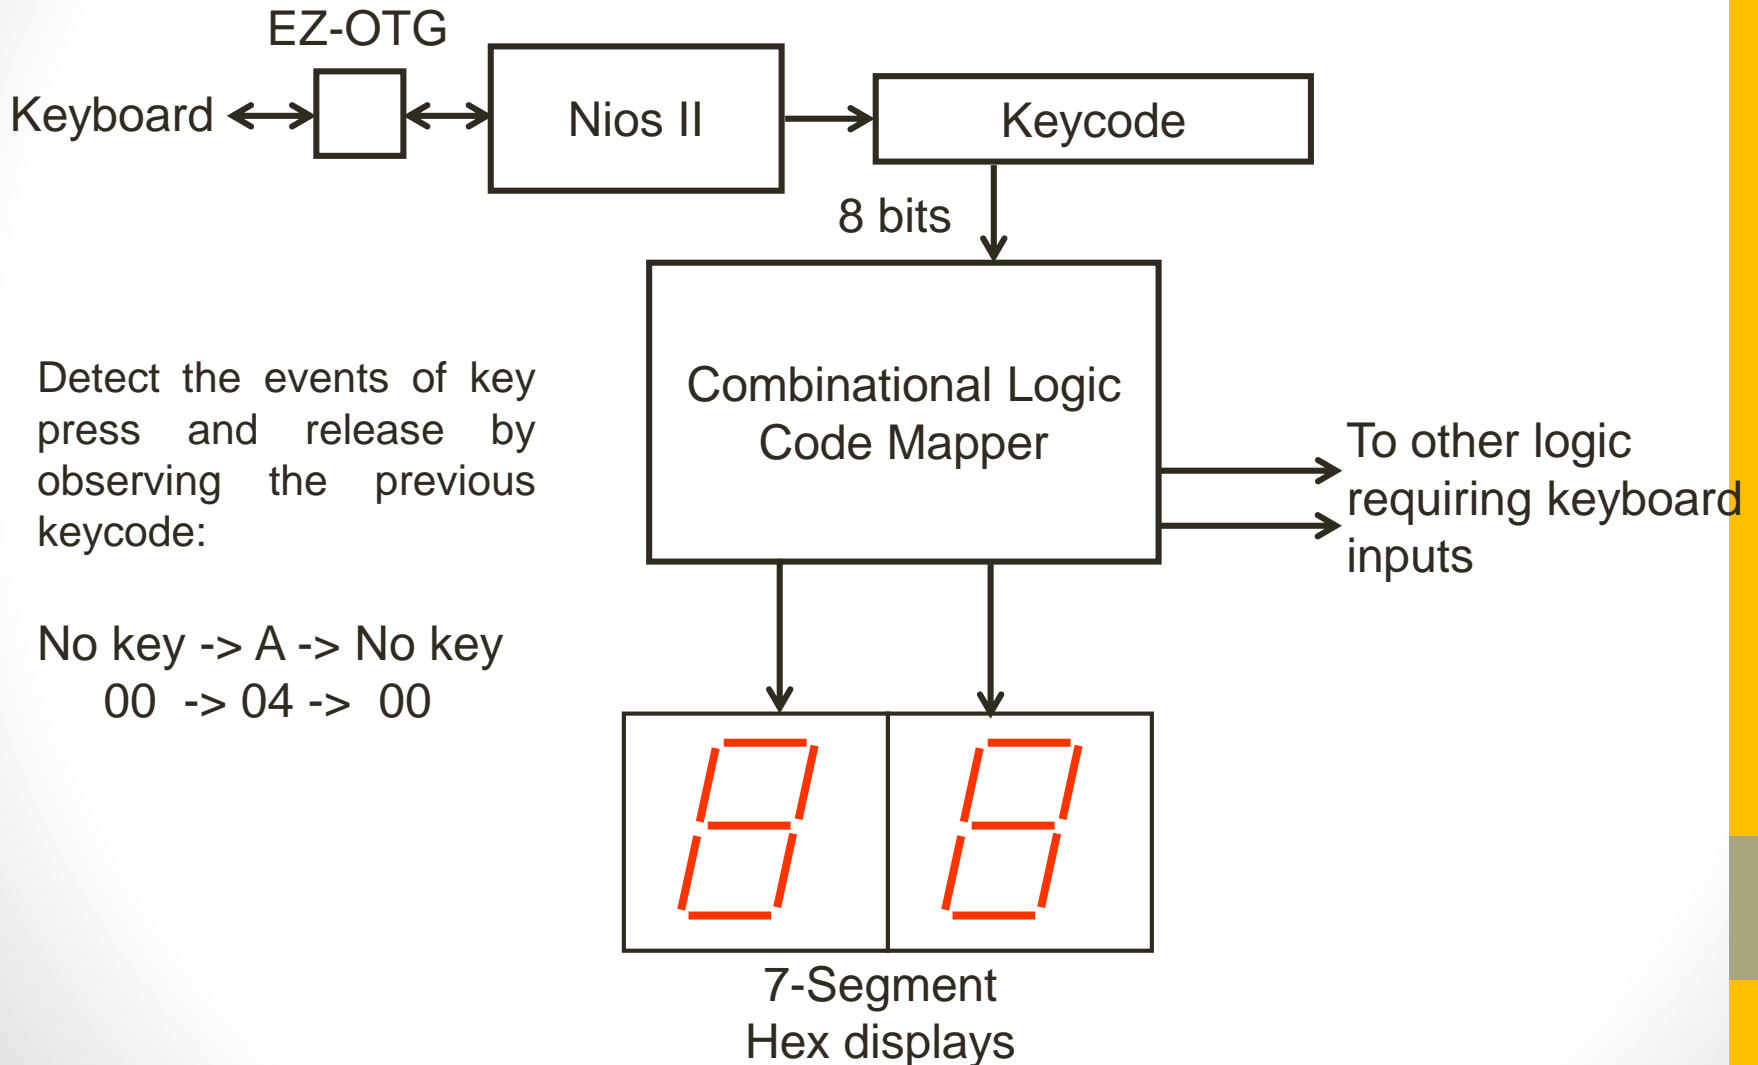 EZ-OTG
Keyboard
Nios II
Keycode
8 bits
Combinational Logic
Code Mapper
Detect the events of key
press and release by
observing the previous
keycode:
No key -> A -> No key
00 -> 04 -> 00
To other logic
requiring keyboard
inputs
7-Segment
Hex displays